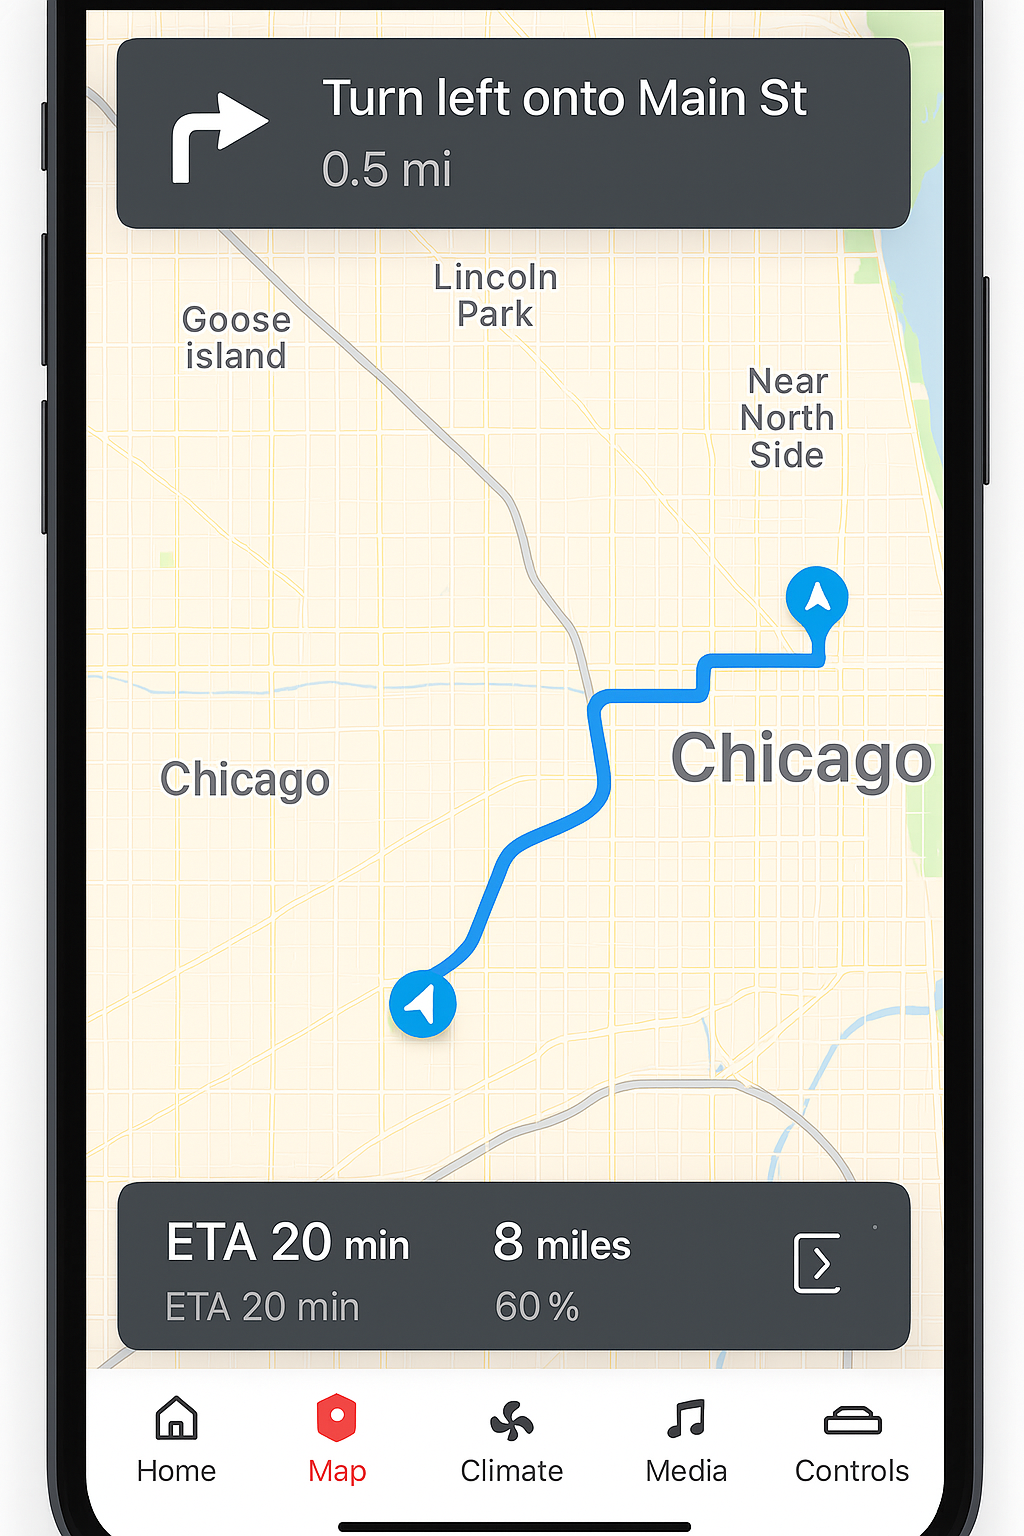 Turn left onto Main St
0.5 mi
Lincoln
Park
Goose
island
Near
North
Side
Chicago
Chicago
ETA 20 min
8 miles
ETA 20 min
60 %
Home
Map
Climate
Media
Controls